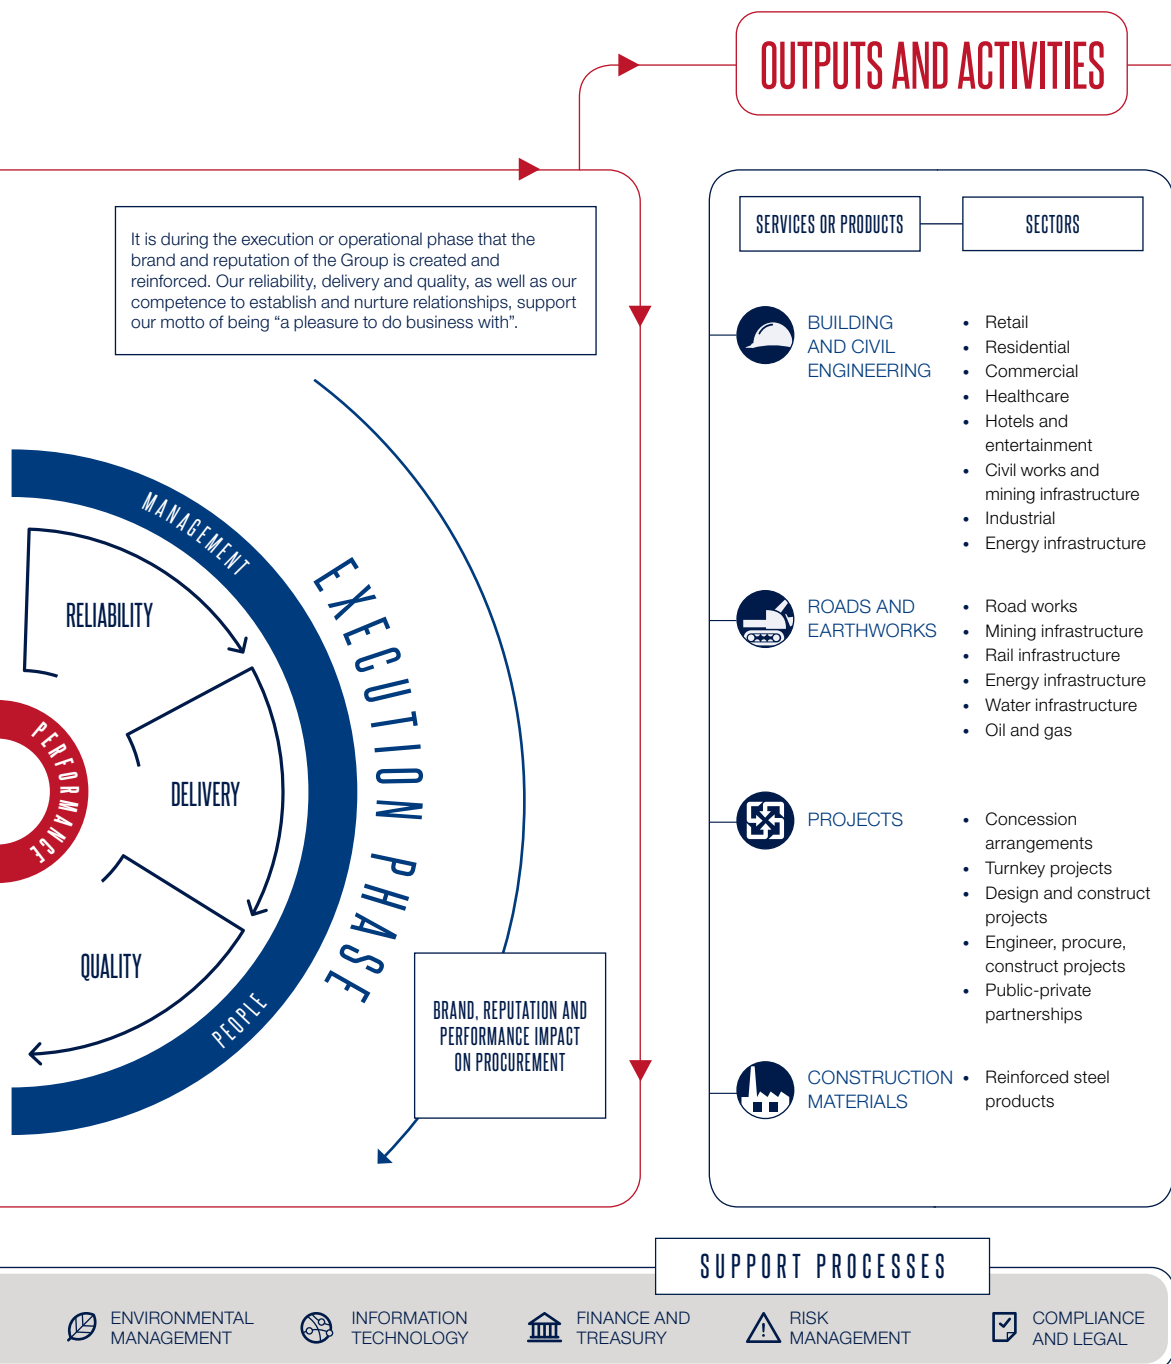 OUTPUTS AND ACTIVITIES
It is during the execution or operational phase that the
brand and reputation of the Group is created and
reinforced. Our reliability, delivery and quality, as well as our
competence to establish and nurture relationships, support
our motto of being “a pleasure to do business with”.
MANAGEMENT
RELIABILITY
EXECUTION PHASE
PERFORMANCE
DELIVERY
QUALITY
PEOPLE
BRAND, REPUTATION AND
PERFORMANCE IMPACT
ON PROCUREMENT
SERVICES OR PRODUCTS
SECTORS
BUILDING
AND CIVIL
ENGINEERING
• Retail
• Residential
• Commercial
• Healthcare
• Hotels and
entertainment
• Civil works and
mining infrastructure
• Industrial
• Energy infrastructure
ROADS AND
EARTHWORKS
• Road works
• Mining infrastructure
• Rail infrastructure
• Energy infrastructure
• Water infrastructure
• Oil and gas
PROJECTS
• Concession
arrangements
• Turnkey projects
• Design and construct
projects
• Engineer, procure,
construct projects
• Public-private
partnerships
CONSTRUCTION
MATERIALS
• Reinforced steel
products
SUPPORT PROCESSES
ENVIRONMENTAL
MANAGEMENT
INFORMATION
TECHNOLOGY
FINANCE AND
TREASURY
RISK
MANAGEMENT
COMPLIANCE
AND LEGAL